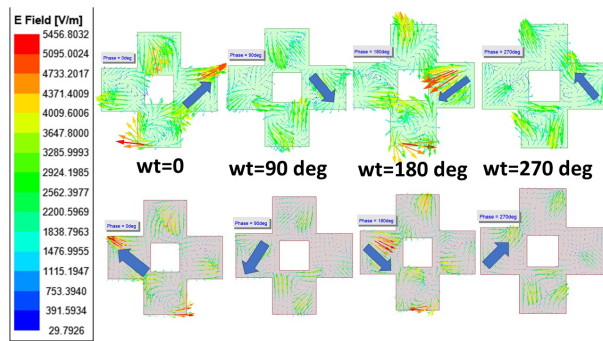 E Field [V/m]
5456.8032
5095.0024
4733.2017
4371.4009
4009.6006
3647.8000
3285.9993
2924.1985
2562.3977
2200.5969
1838.7963
1476.9955
1115.1947
753.3940
391.5934
29.7926
Phase = 0deg
Phase = 90deg
Phase = 180deg
Phase = 270deg
wt=0
wt=90 deg
wt=180 deg
wt=270 deg
Phase = 0deg
Phase = 90deg
Phase = 180deg
Phase = 270deg